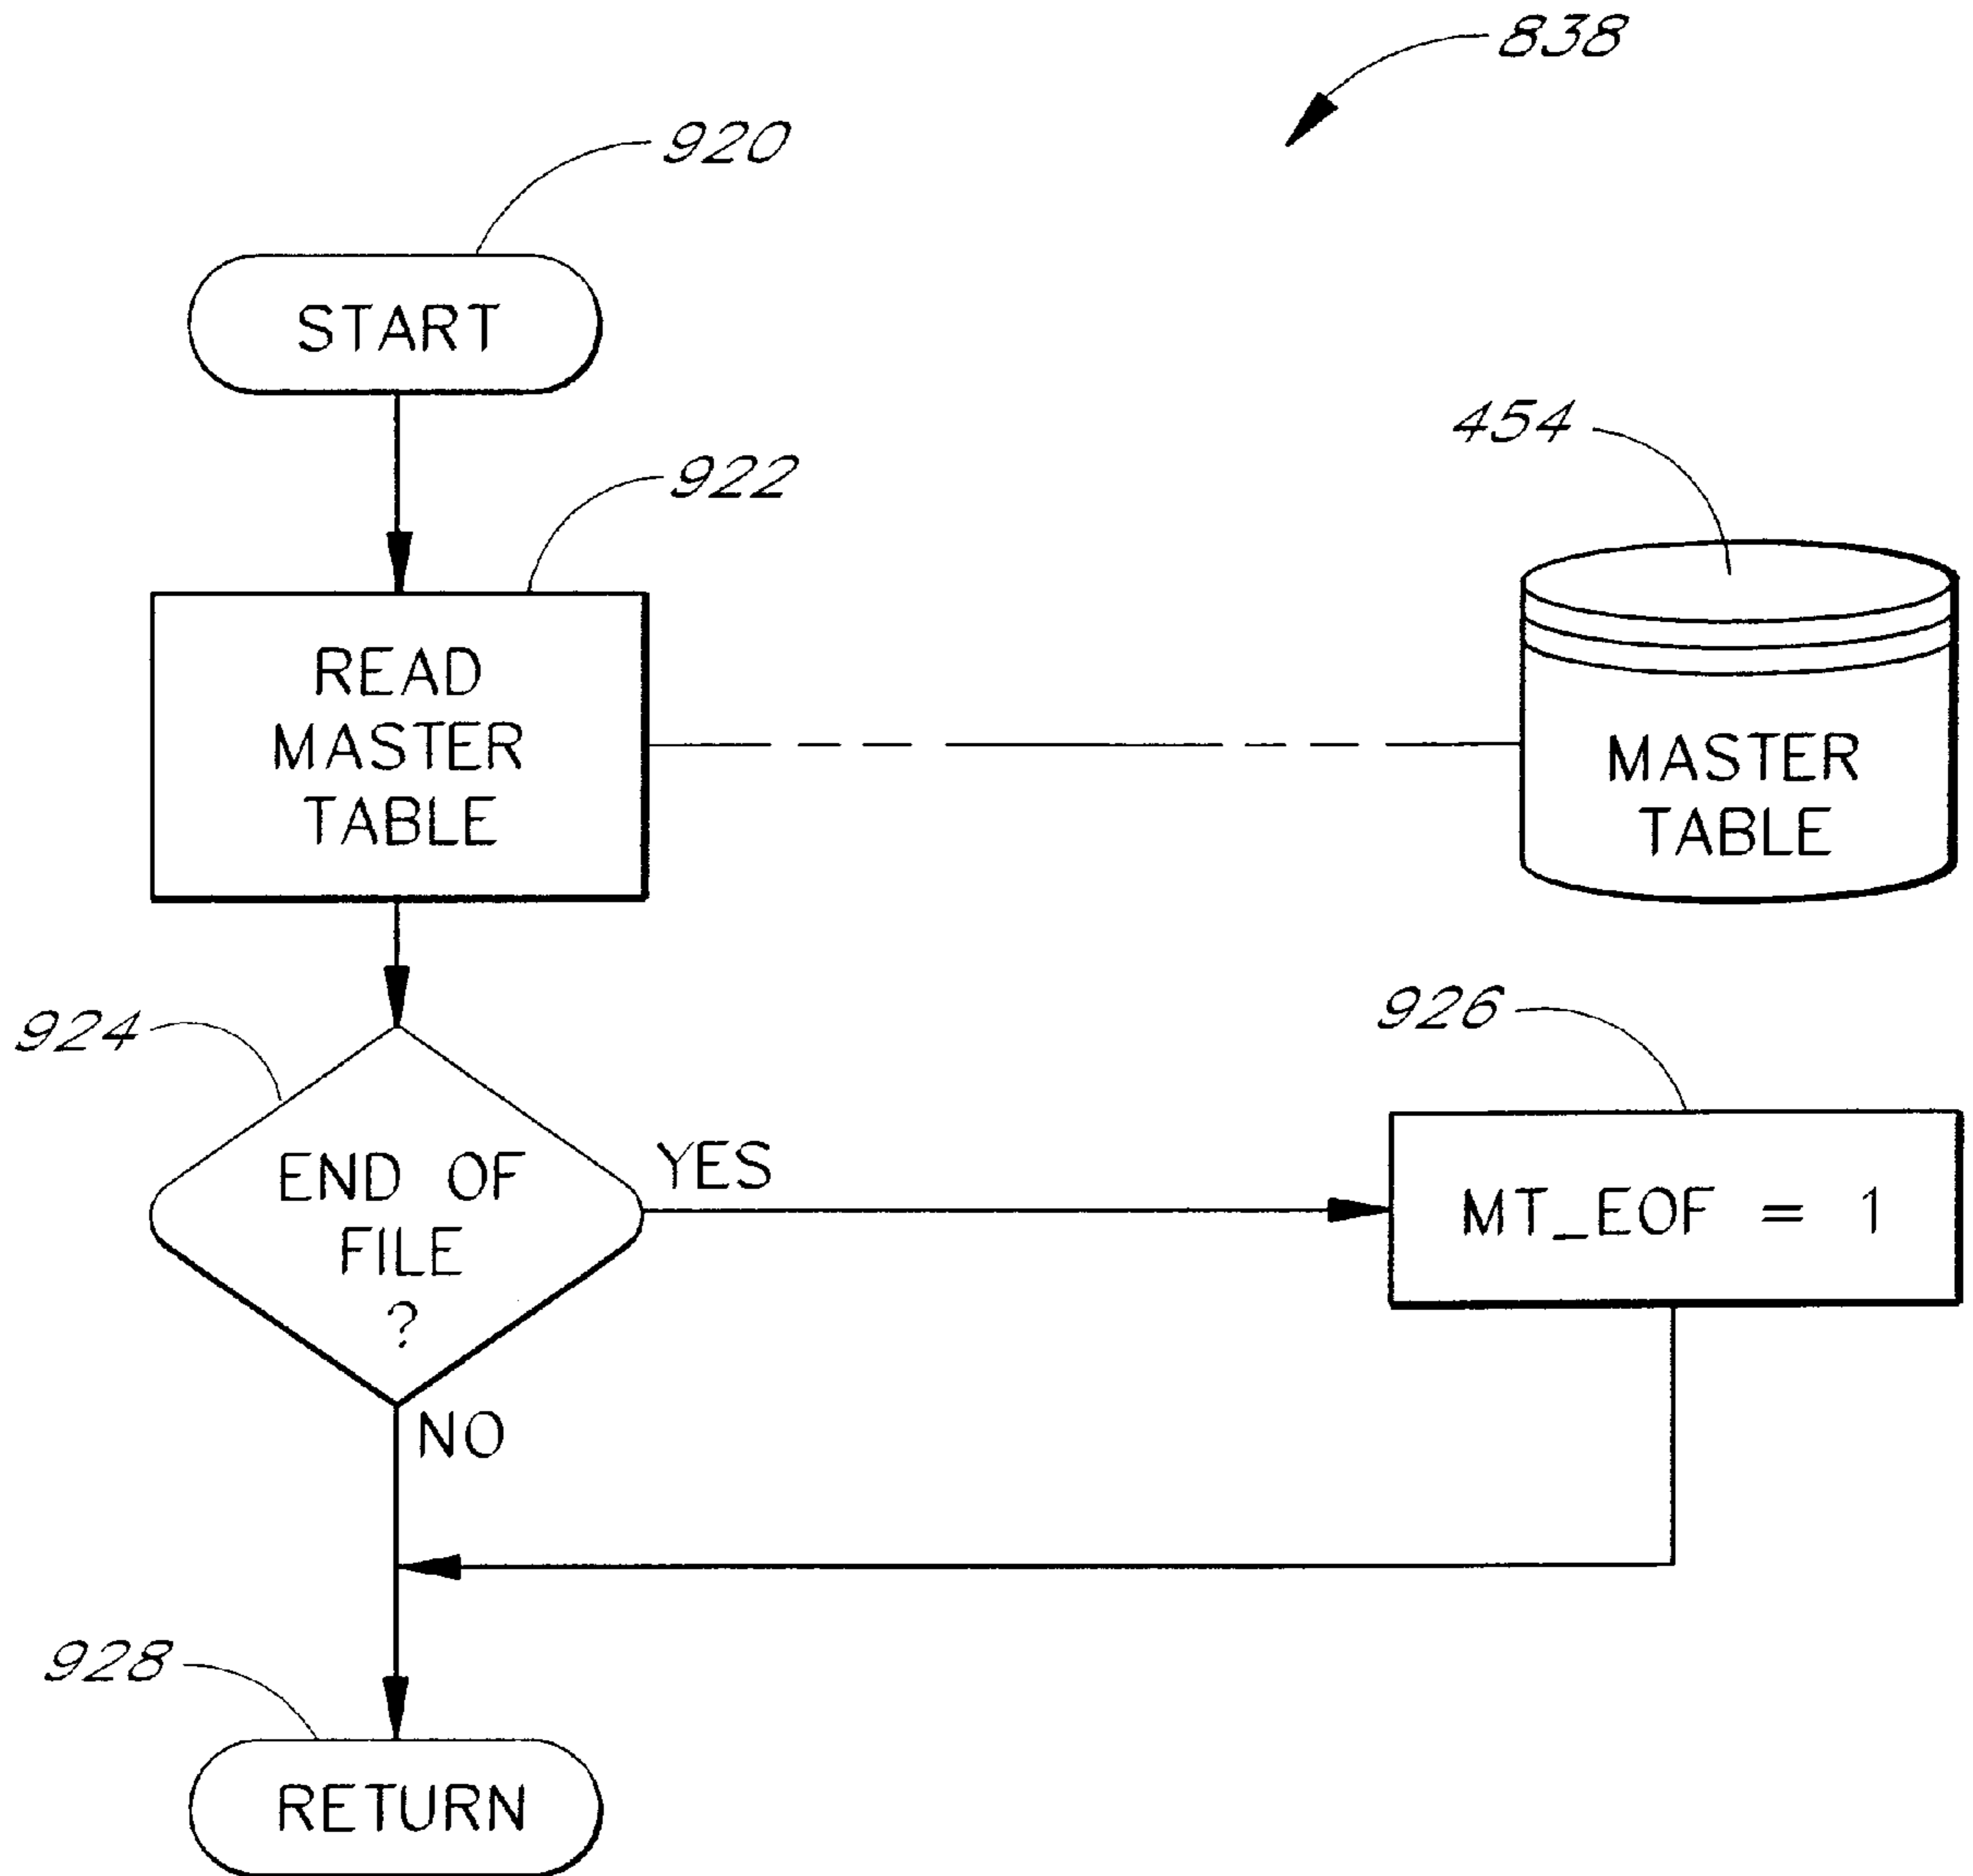 838
920
START
454
922
READ
MASTER
TABLE
MASTER
TABLE
924
926
END OF
FILE
?
YES
MT_EOF = 1
NO
928
RETURN